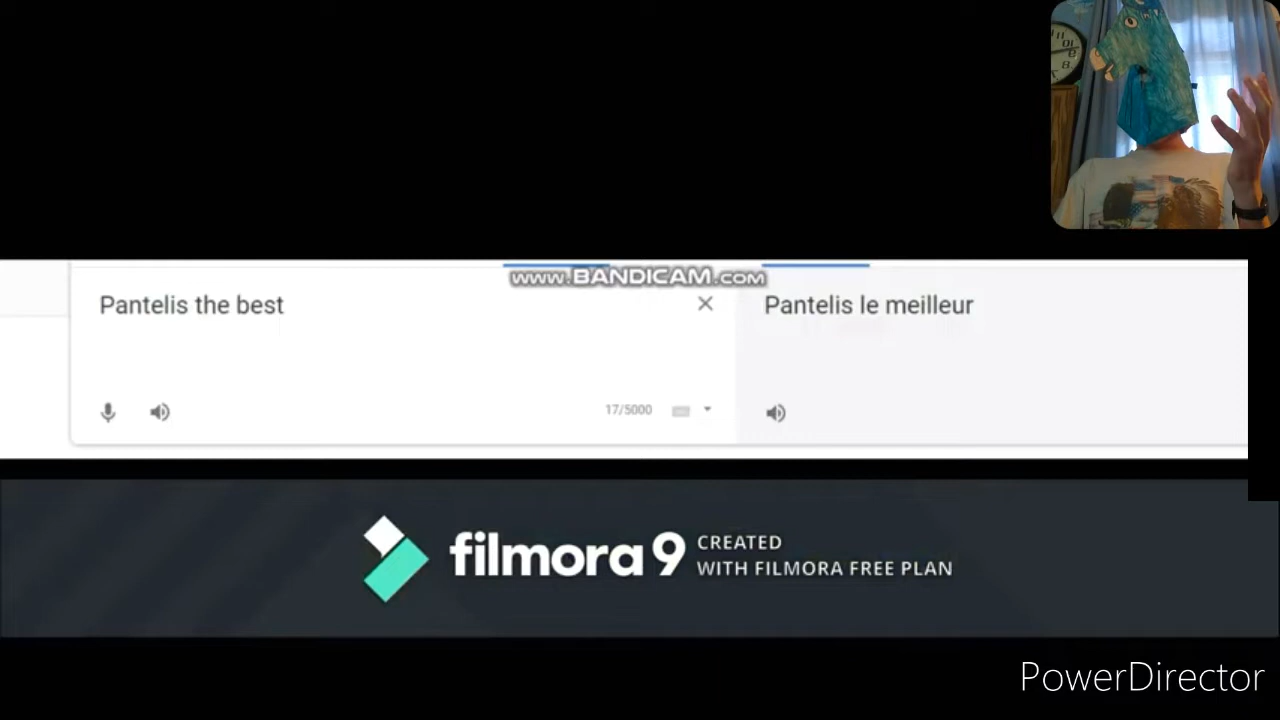 www.BANDICAM.com
Pantelis the best
Pantelis le meilleur
17/5000
filmora9
CREATED
WITH FILMORA FREE PLAN
PowerDirector